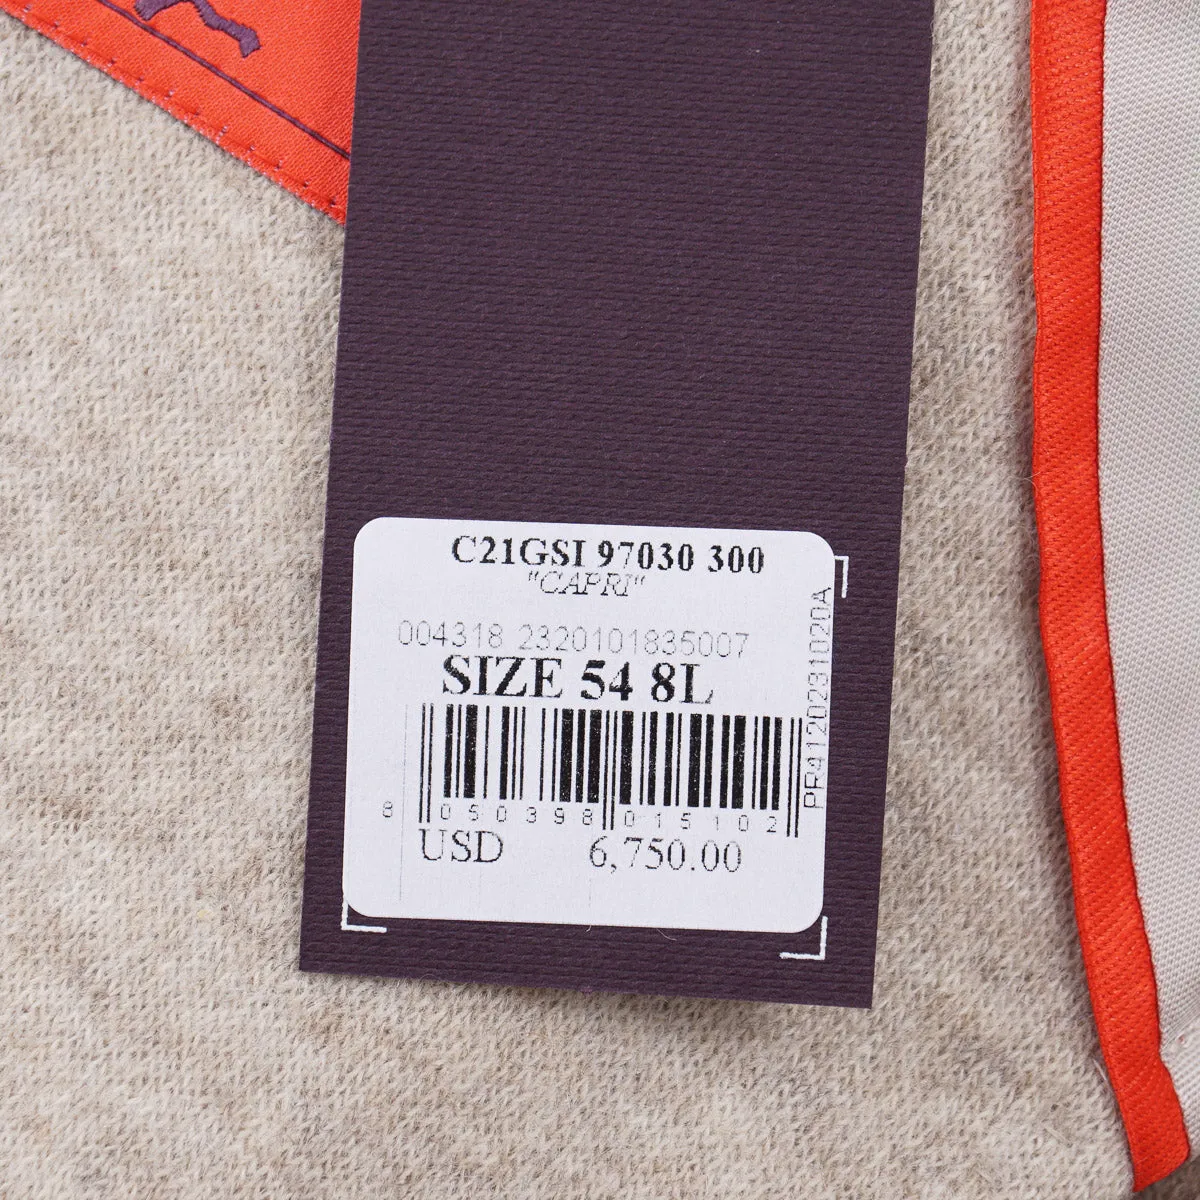 C21GSI 97030 300
"CAPRI"
004318 2320101835007
SIZE 54 8L
8 050398 015102
USD 6,750.00
PF4120231020A